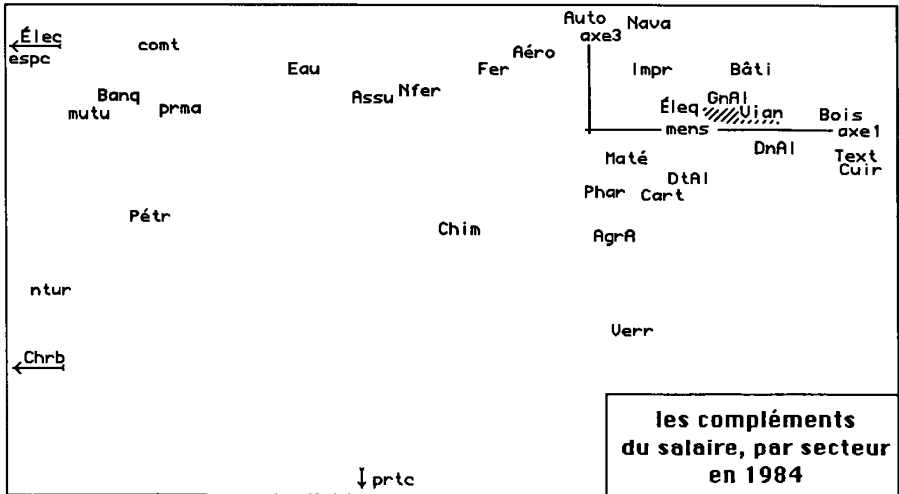 Auto Nava
Élec comt axe3
espc Aéro
Eau Fer Impr Bâti
Banq Assu Nfer GnAl
mutu prma Éleq Vian Bois
mens axe1
DnAl Text
Maté Cuir
DtAl
Phar Cart
Pétr Chim AgrA
ntur
Verr
Chrb
les compléments
du salaire, par secteur
en 1984
prtc